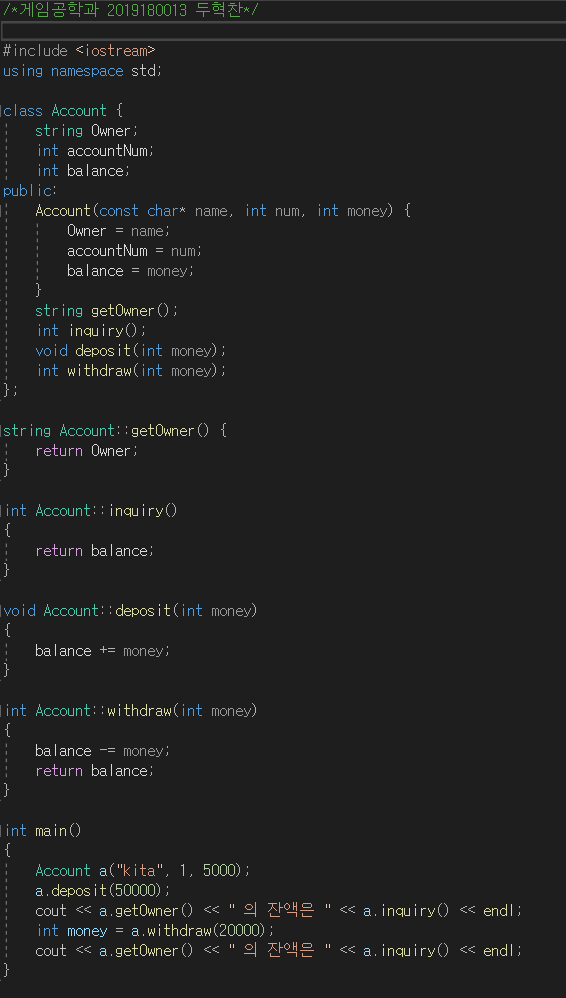 /*게임공학과 2019180013 두혁찬*/
#include <iostream>
using namespace std;
class Account {
string Owner;
int accountNum;
int balance;
public:
Account(const char* name, int num, int money) {
Owner = name;
accountNum = num;
balance = money;
}
string getOwner();
int inquiry();
void deposit(int money);
int withdraw(int money);
};
string Account::getOwner() {
return Owner;
}
int Account::inquiry()
{
return balance;
}
void Account::deposit(int money)
{
balance += money;
}
int Account::withdraw(int money)
{
balance -= money;
return balance;
}
int main()
{
Account a("kita", 1, 5000);
a.deposit(50000);
cout << a.getOwner() << " 의 잔액은 " << a.inquiry() << endl;
int money = a.withdraw(20000);
cout << a.getOwner() << " 의 잔액은 " << a.inquiry() << endl;
}